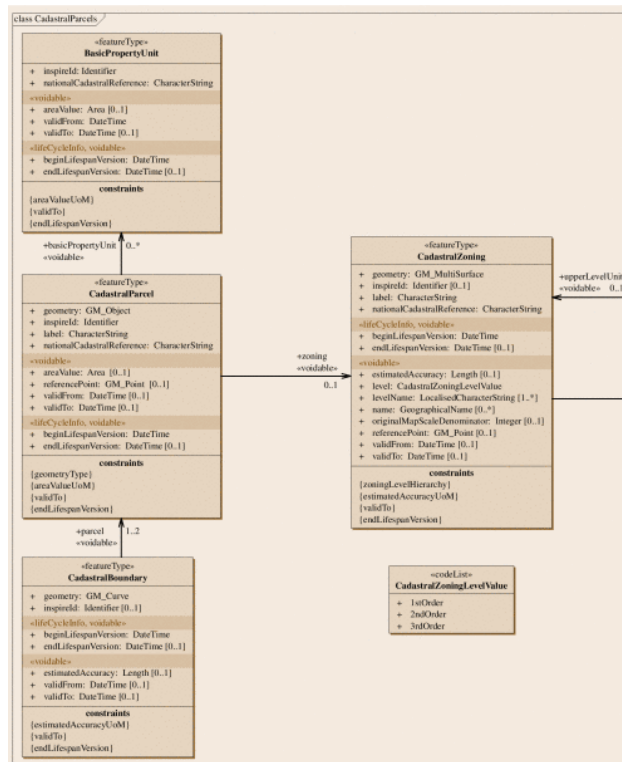 class CadastralParcels
«featureType»
BasicPropertyUnit
+ inspireId: Identifier
+ nationalCadastralReference: CharacterString
«voidable»
+ areaValue: Area [0..1]
+ validFrom: DateTime
+ validTo: DateTime [0..1]
«lifeCycleInfo, voidable»
+ beginLifespanVersion: DateTime
+ endLifespanVersion: DateTime [0..1]
constraints
{areaValueUoM}
{validTo}
{endLifespanVersion}
+basicPropertyUnit 0..*
«voidable»
«featureType»
CadastralParcel
+ geometry: GM_Object
+ inspireId: Identifier
+ label: CharacterString
+ nationalCadastralReference: CharacterString
«voidable»
+ areaValue: Area [0..1]
+ referencePoint: GM_Point [0..1]
+ validFrom: DateTime [0..1]
+ validTo: DateTime [0..1]
«lifeCycleInfo, voidable»
+ beginLifespanVersion: DateTime
+ endLifespanVersion: DateTime [0..1]
constraints
{geometryType}
{areaValueUoM}
{validTo}
{endLifespanVersion}
+parcel 1..2
«voidable»
«featureType»
CadastralBoundary
+ geometry: GM_Curve
+ inspireId: Identifier [0..1]
«lifeCycleInfo, voidable»
+ beginLifespanVersion: DateTime
+ endLifespanVersion: DateTime [0..1]
«voidable»
+ estimatedAccuracy: Length [0..1]
+ validFrom: DateTime [0..1]
+ validTo: DateTime [0..1]
constraints
{estimatedAccuracyUoM}
{validTo}
{endLifespanVersion}
+zoning
«voidable»
0..1
«featureType»
CadastralZoning
+ geometry: GM_MultiSurface
+ inspireId: Identifier [0..1]
+ label: CharacterString
+ nationalCadastralReference: CharacterString
«lifeCycleInfo, voidable»
+ beginLifespanVersion: DateTime
+ endLifespanVersion: DateTime [0..1]
«voidable»
+ estimatedAccuracy: Length [0..1]
+ level: CadastralZoningLevelValue
+ levelName: LocalisedCharacterString [1..*]
+ name: GeographicalName [0..*]
+ originalMapScaleDenominator: Integer [0..1]
+ referencePoint: GM_Point [0..1]
+ validFrom: DateTime [0..1]
+ validTo: DateTime [0..1]
constraints
{zoningLevelHierarchy}
{estimatedAccuracyUoM}
{validTo}
{endLifespanVersion}
+upperLevelUnit
«voidable» 0..1
«codeList»
CadastralZoningLevelValue
+ 1stOrder
+ 2ndOrder
+ 3rdOrder